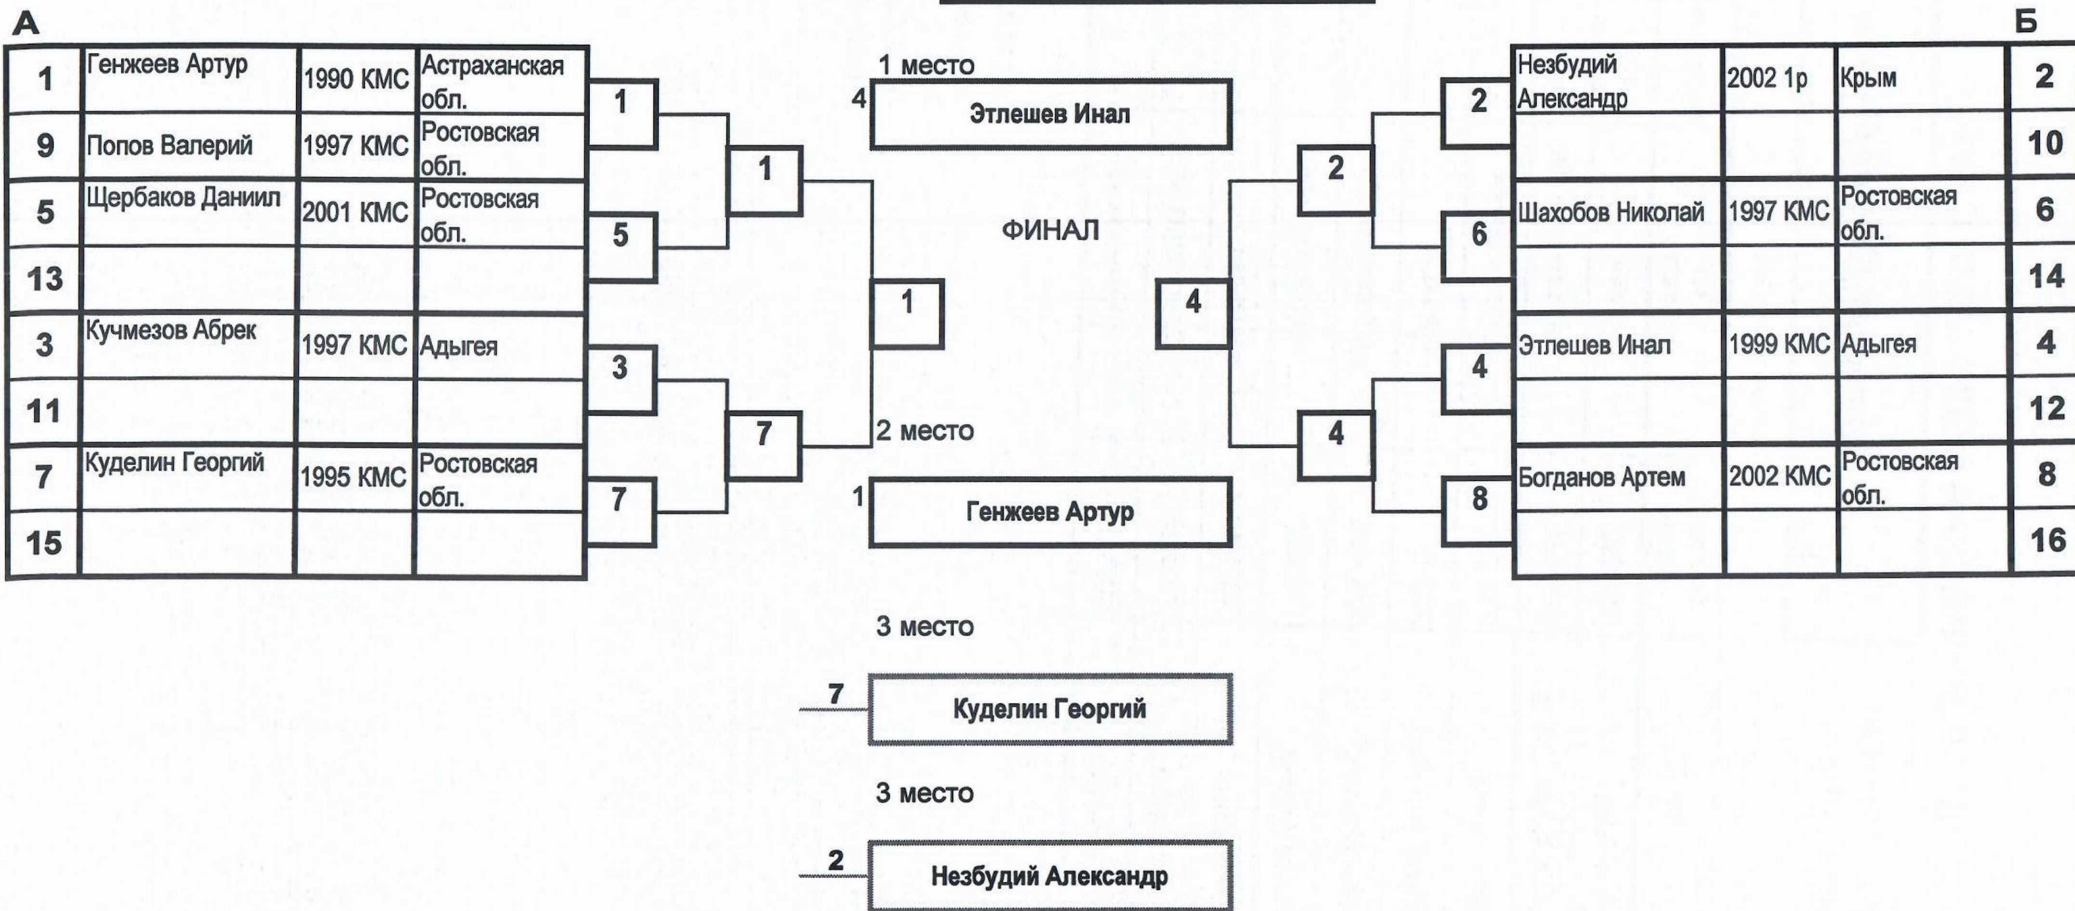 А
Б
1 Генжеев Артур 1990 КМС Астраханская
обл.
9 Попов Валерий 1997 КМС Ростовская
обл.
5 Щербаков Даниил 2001 КМС Ростовская
обл.
13
3 Кучмезов Абрек 1997 КМС Адыгея
11
7 Куделин Георгий 1995 КМС Ростовская
обл.
15
1
5
3
7
1
7
1
1 место
4 Этлешев Инал
ФИНАЛ
2 место
1 Генжеев Артур
3 место
7 Куделин Георгий
3 место
2 Незбудий Александр
4
2
4
2
6
4
8
Незбудий
Александр 2002 1р Крым 2
10
Шахобов Николай 1997 КМС Ростовская
обл. 6
14
Этлешев Инал 1999 КМС Адыгея 4
12
Богданов Артем 2002 КМС Ростовская
обл. 8
16